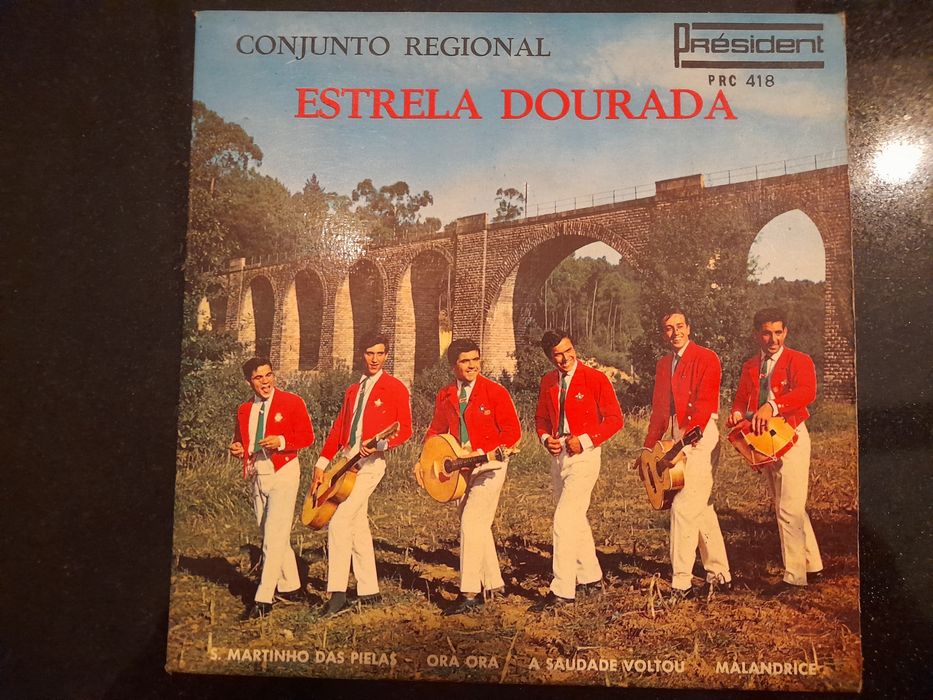 CONJUNTO REGIONAL
Président
PRC 418
ESTRELA DOURADA
S. MARTINHO DAS PIELAS - ORA ORA - A SAUDADE VOLTOU - MALANDRICE